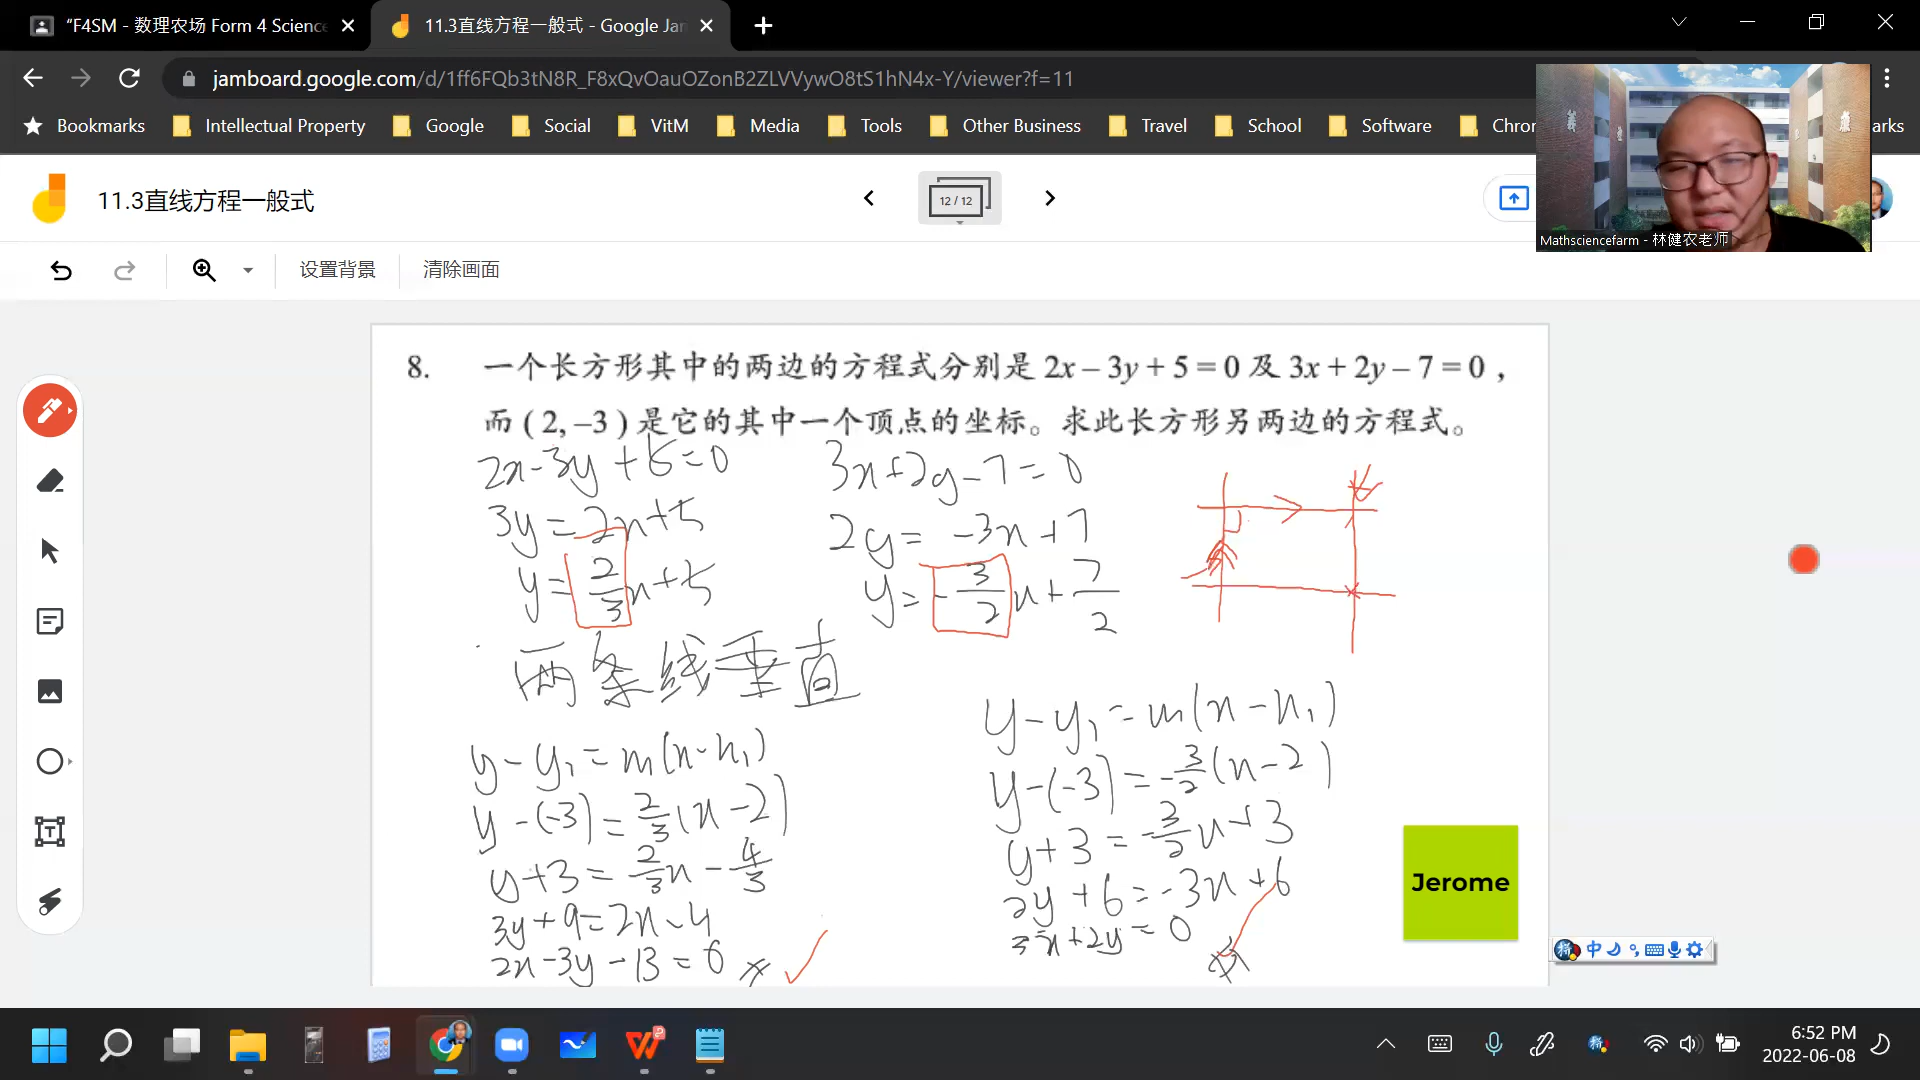 “F4SM - 数理农场 Form 4 Science
11.3直线方程一般式 - Google Jan
jamboard.google.com/d/1ff6FQb3tN8R_F8xQvOauOZonB2ZLVVywO8tS1hN4x-Y/viewer?f=11
Bookmarks Intellectual Property Google Social VitM Media Tools Other Business Travel School Software Chror arks
11.3直线方程一般式
12 / 12
Mathsciencefarm - 林健农老师
设置背景 清除画面
8. 一个长方形其中的两边的方程式分别是 2x – 3y + 5 = 0 及 3x + 2y – 7 = 0 ，
而 ( 2, –3 ) 是它的其中一个顶点的坐标。求此长方形另两边的方程式。
2x-3y+5=0
3y=2x+5
y=2/3x+5
3x+2y-7=0
2y=-3x+7
y=-3/2x+7/2
两条线垂直
y-y₁=m(x-x₁)
y-(-3)=2/3(x-2)
y+3=2/3x-4/3
3y+9=2x-4
2x-3y-13=0
y-y₁=m(x-x₁)
y-(-3)=-3/2(x-2)
y+3=-3/2x+3
2y+6=-3x+6
3x+2y=0
Jerome
中
6:52 PM
2022-06-08